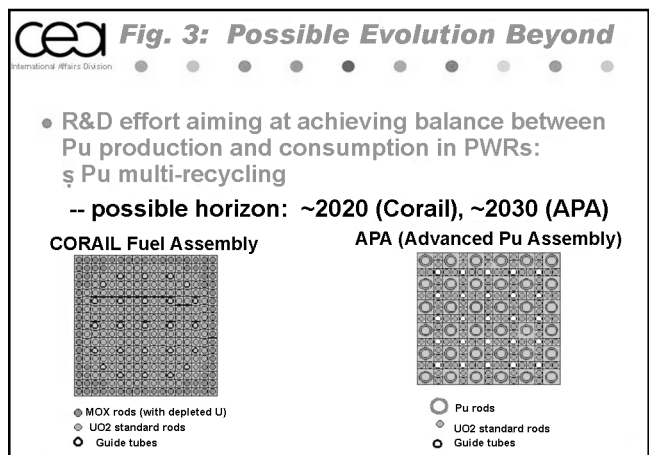 cea Fig. 3: Possible Evolution Beyond
International Affairs Division
R&D effort aiming at achieving balance between
Pu production and consumption in PWRs:
ş Pu multi-recycling
-- possible horizon: ~2020 (Corail), ~2030 (APA)
CORAIL Fuel Assembly
MOX rods (with depleted U)
UO2 standard rods
Guide tubes
APA (Advanced Pu Assembly)
Pu rods
UO2 standard rods
Guide tubes